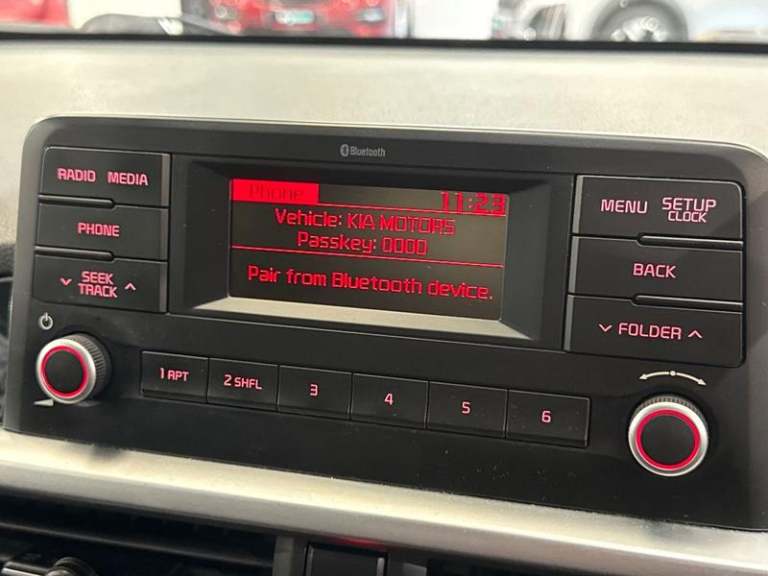 Bluetooth
RADIO MEDIA
PHONE
SEEK
TRACK
Phone 11:23
Vehicle: KIA MOTORS
Passkey: 0000
Pair from Bluetooth device.
MENU SETUP
CLOCK
BACK
FOLDER
1 RPT
2 SHFL
3
4
5
6